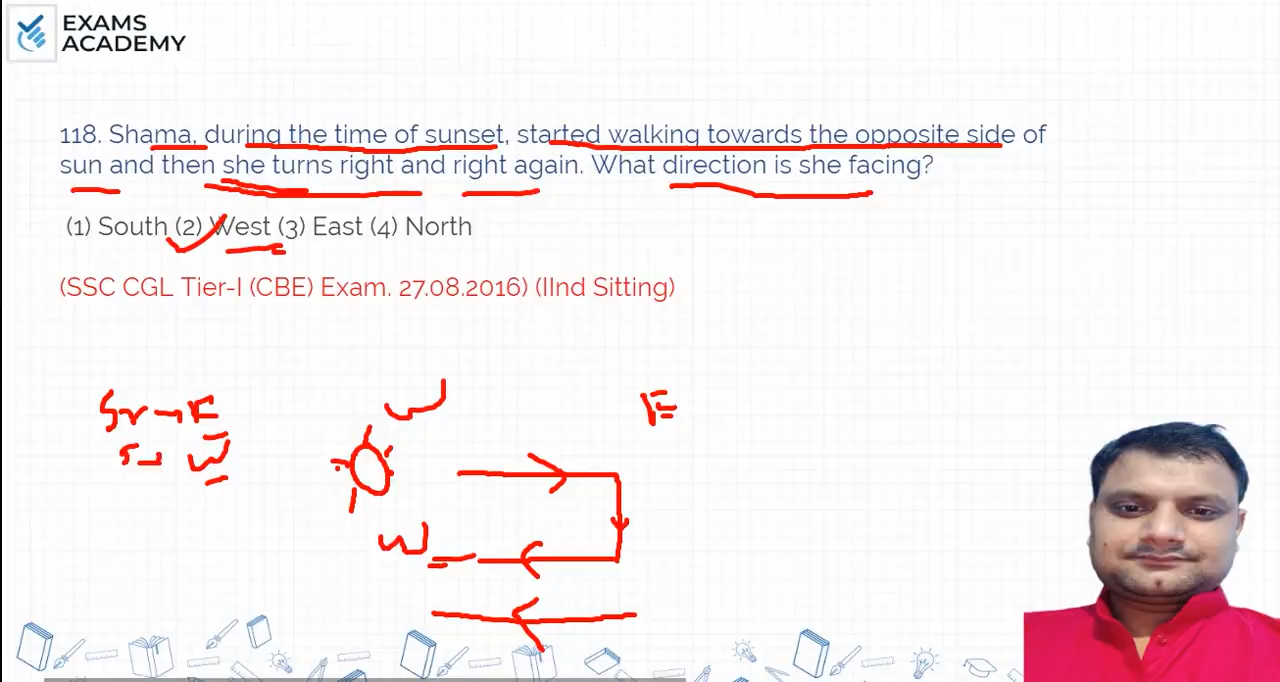 EXAMS
ACADEMY
118. Shama, during the time of sunset, started walking towards the opposite side of
sun and then she turns right and right again. What direction is she facing?
(1) South (2) West (3) East (4) North
(SSC CGL Tier-I (CBE) Exam. 27.08.2016) (IInd Sitting)
W
E
Sr → E
S → W
W